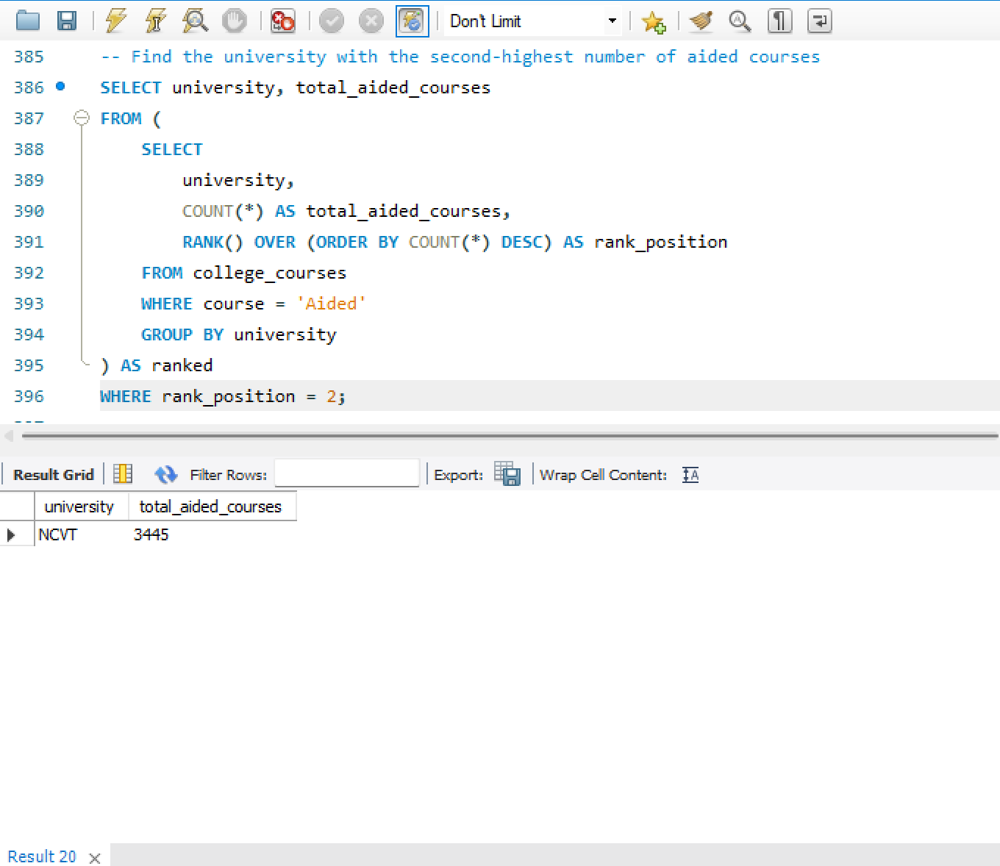 Don't Limit
385 -- Find the university with the second-highest number of aided courses
386 SELECT university, total_aided_courses
387 FROM (
388 SELECT
389 university,
390 COUNT(*) AS total_aided_courses,
391 RANK() OVER (ORDER BY COUNT(*) DESC) AS rank_position
392 FROM college_courses
393 WHERE course = 'Aided'
394 GROUP BY university
395 ) AS ranked
396 WHERE rank_position = 2;
Result Grid Filter Rows: Export: Wrap Cell Content:
university total_aided_courses
NCVT 3445
Result 20